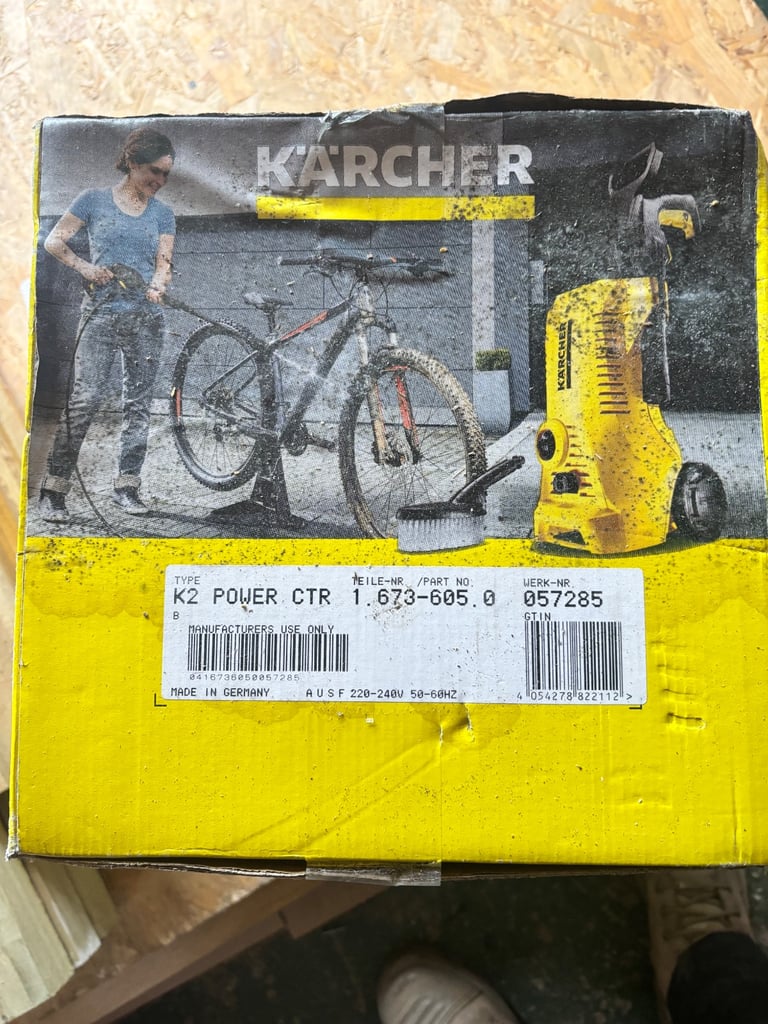 KÄRCHER
KÄRCHER
TYPE TEILE-NR. /PART NO. WERK-NR.
K2 POWER CTR 1.673-605.0 057285
B GTIN
MANUFACTURERS USE ONLY
0416736050057285
MADE IN GERMANY A U S F 220-240V 50-60HZ
4 054278 822112 >